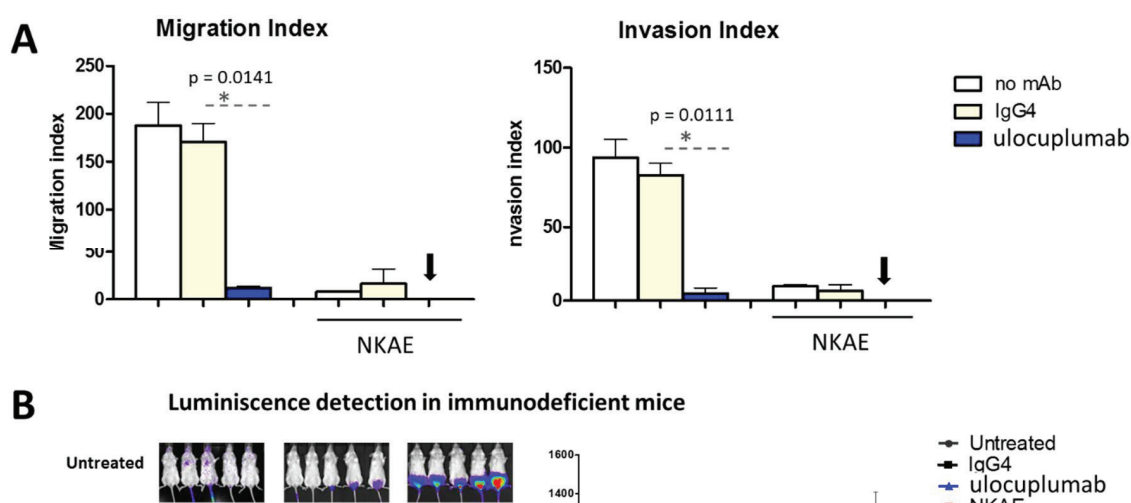 A
Migration Index
Invasion Index
Migration index
250
200
150
100
50
0
p = 0.0141
*
NKAE
nvasion index
150
100
50
0
p = 0.0111
*
NKAE
no mAb
IgG4
ulocuplumab
B
Luminiscence detection in immunodeficient mice
Untreated
1600
1400
Untreated
IgG4
ulocuplumab
NKAE